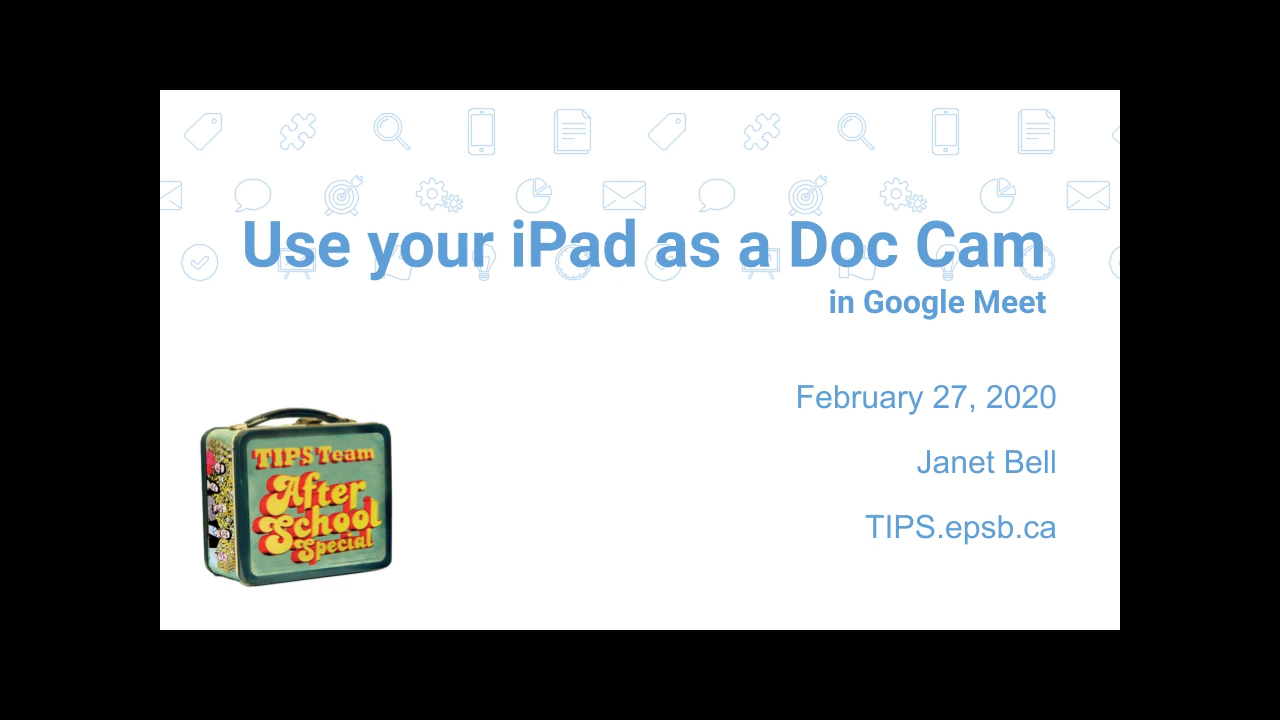 Use your iPad as a Doc Cam
in Google Meet
February 27, 2020
Janet Bell
TIPS.epsb.ca
TIPS Team
After
School
Special